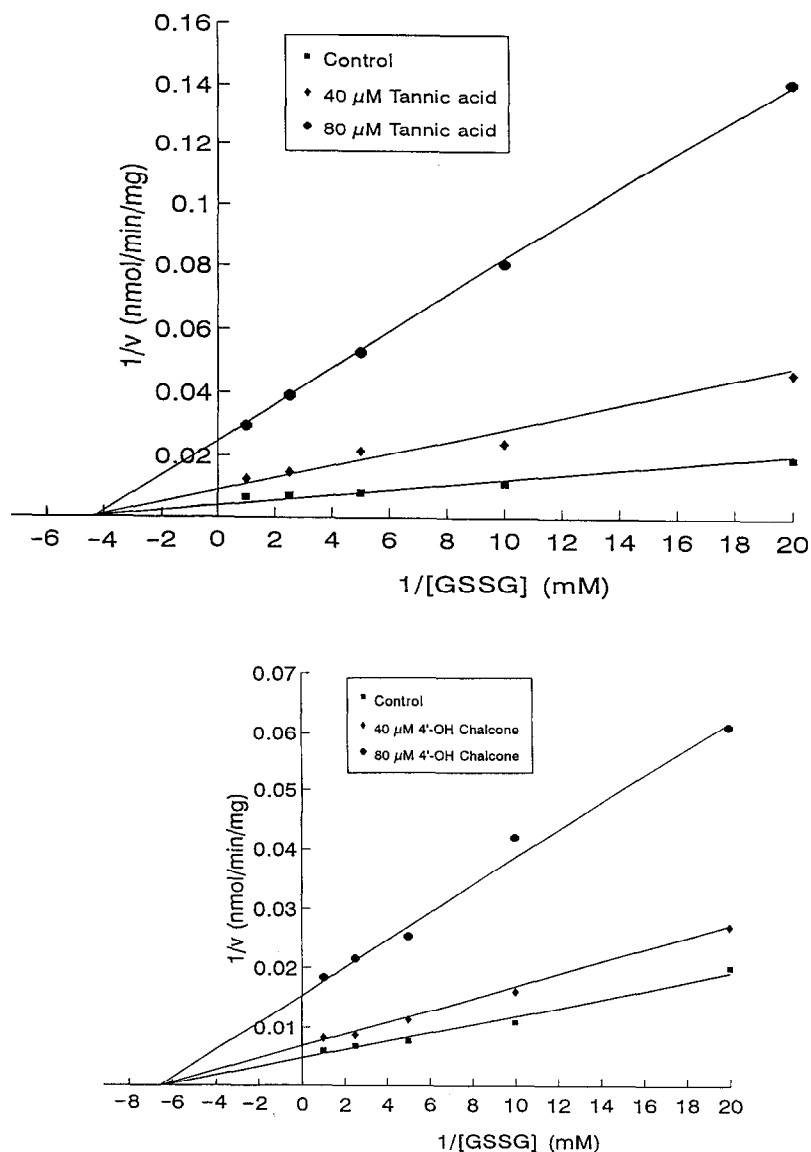 0.16
Control
40 µM Tannic acid
80 µM Tannic acid
0.14
0.12
0.1
0.08
0.06
0.04
0.02
1/v (nmol/min/mg)
-6 -4 -2 0 2 4 6 8 10 12 14 16 18 20
1/[GSSG] (mM)
0.07
Control
40 µM 4'-OH Chalcone
80 µM 4'-OH Chalcone
0.06
0.05
0.04
0.03
0.02
0.01
1/v (nmol/min/mg)
-8 -6 -4 -2 0 2 4 6 8 10 12 14 16 18 20
1/[GSSG] (mM)